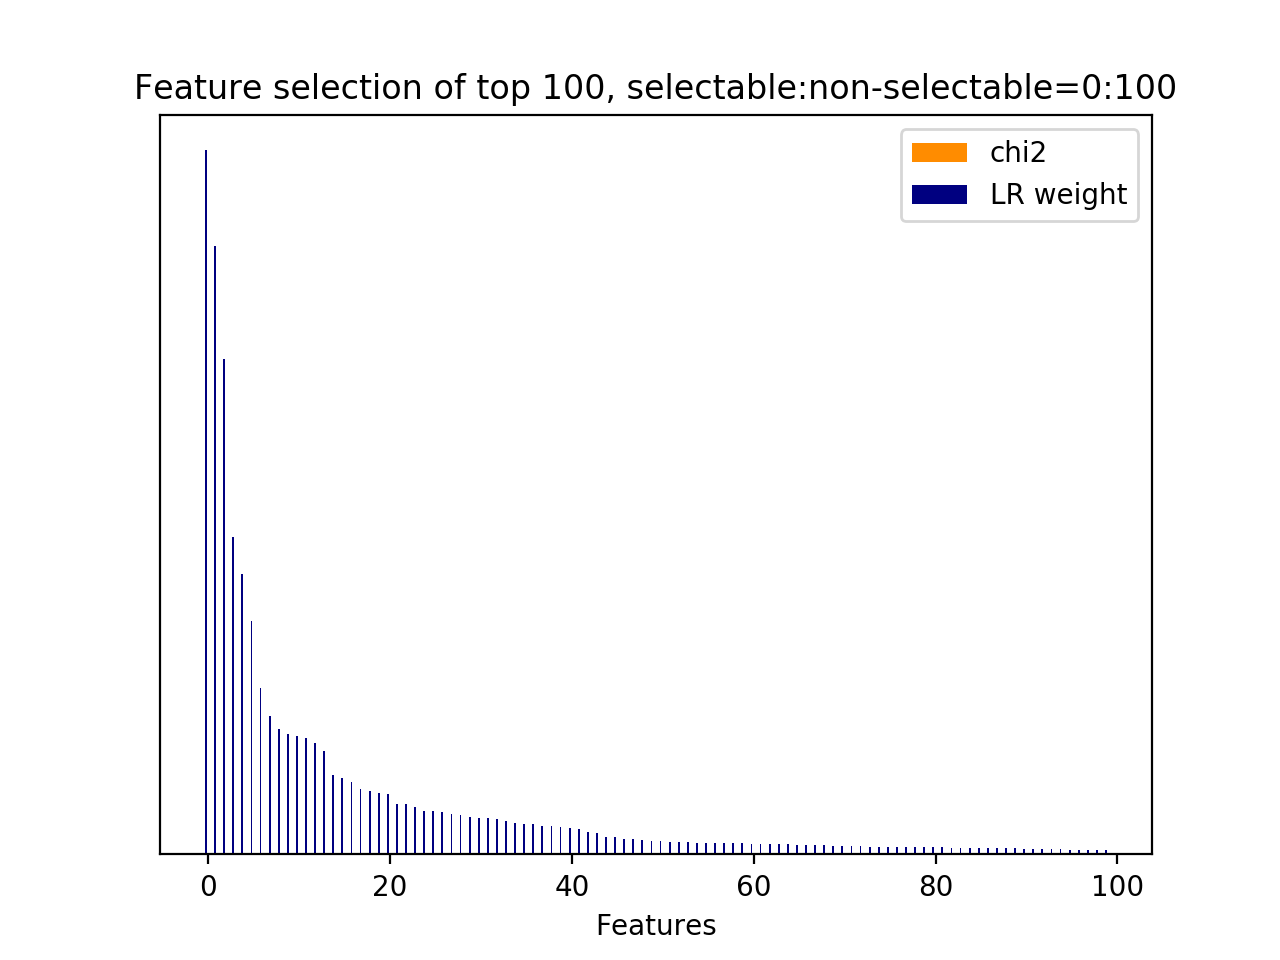 Feature selection of top 100, selectable:non-selectable=0:100
chi2
LR weight
0 20 40 60 80 100
Features